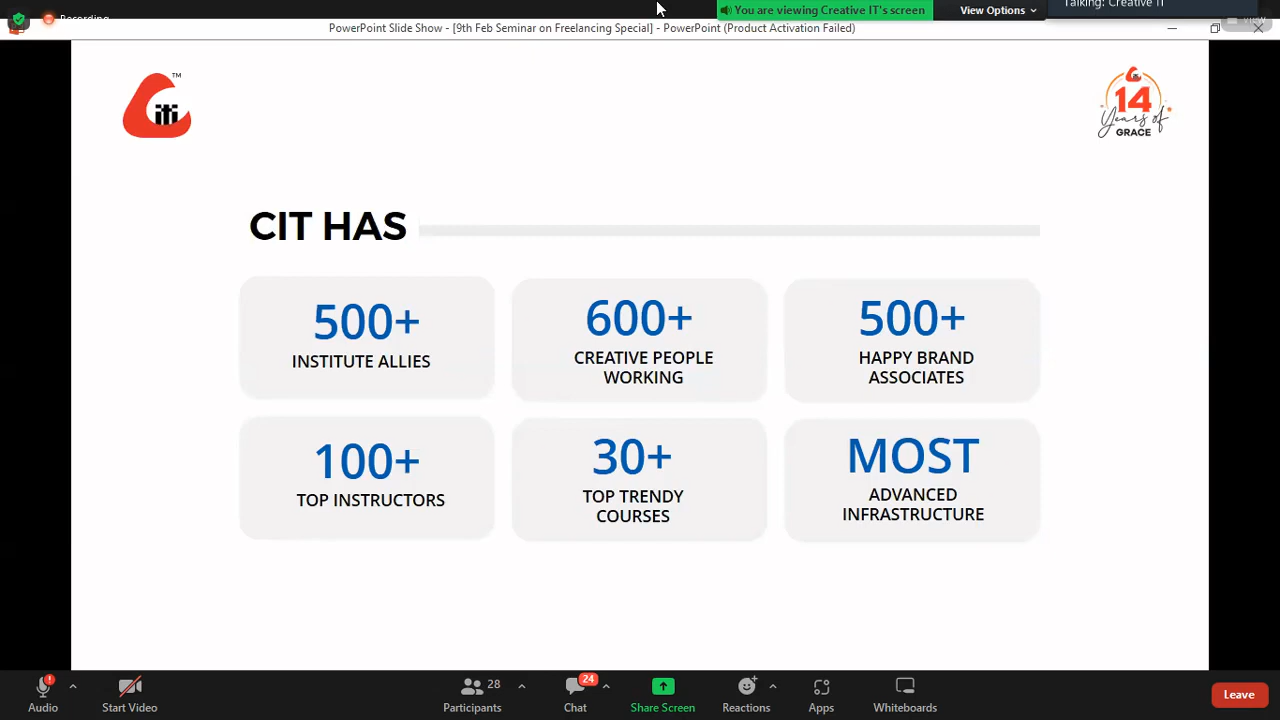 You are viewing Creative IT's screen
View Options
Talking: Creative IT
Recording
View
PowerPoint Slide Show - [9th Feb Seminar on Freelancing Special] - PowerPoint (Product Activation Failed)
iti
TM
14
Years of
GRACE
CIT HAS
500+
INSTITUTE ALLIES
600+
CREATIVE PEOPLE
WORKING
500+
HAPPY BRAND
ASSOCIATES
100+
TOP INSTRUCTORS
30+
TOP TRENDY
COURSES
MOST
ADVANCED
INFRASTRUCTURE
Audio
Start Video
28
Participants
24
Chat
Share Screen
Reactions
Apps
Whiteboards
Leave